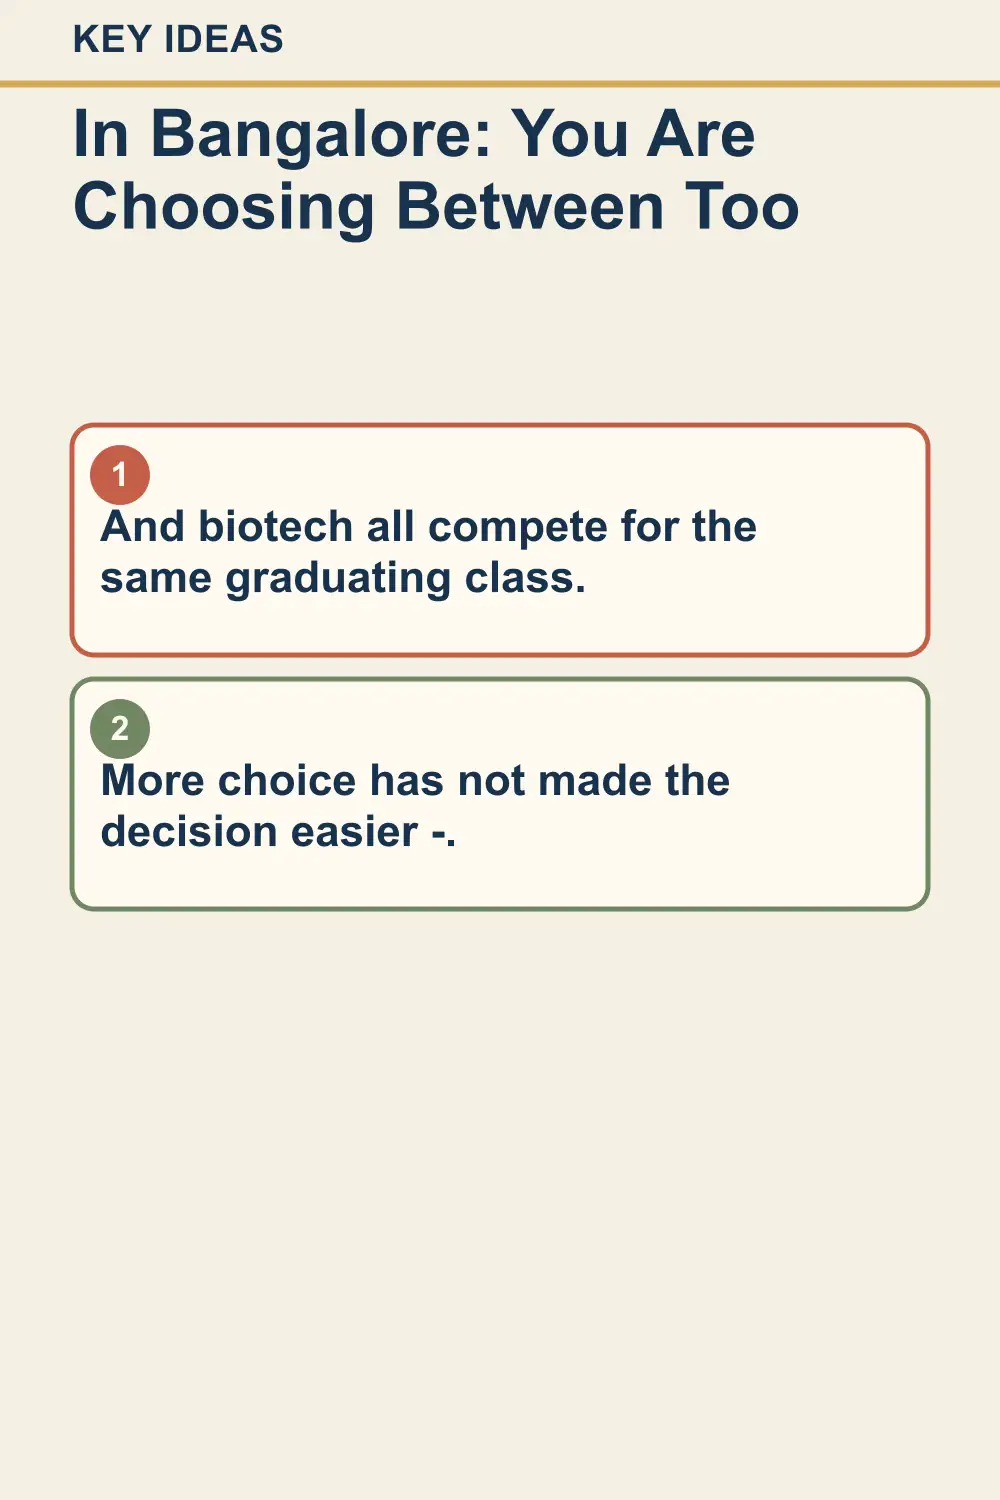 KEY IDEAS
In Bangalore: You Are
Choosing Between Too
1
And biotech all compete for the
same graduating class.
2
More choice has not made the
decision easier -.